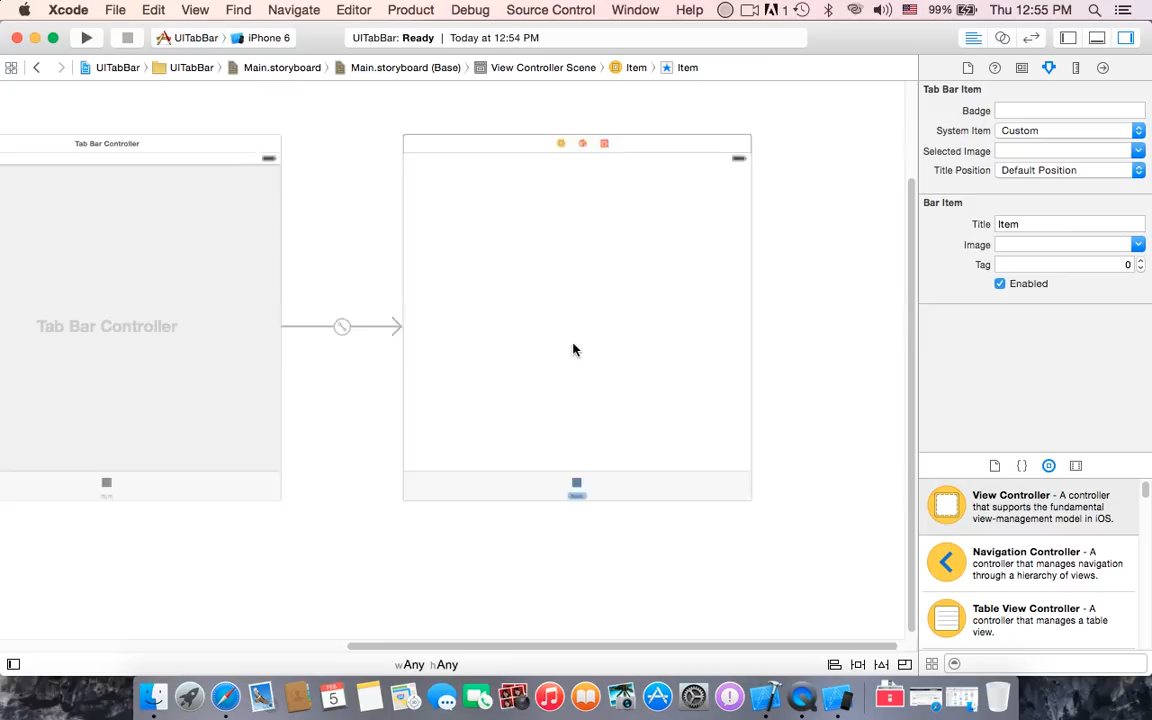 Xcode File Edit View Find Navigate Editor Product Debug Source Control Window Help 1 99% Thu 12:55 PM
UITabBar iPhone 6 UITabBar: Ready | Today at 12:54 PM
UITabBar UITabBar Main.storyboard Main.storyboard (Base) View Controller Scene Item Item
Tab Bar Item
Badge
System Item Custom
Selected Image
Title Position Default Position
Bar Item
Title Item
Image
Tag 0
Enabled
Tab Bar Controller
Tab Bar Controller
View Controller - A controller that supports the fundamental view-management model in iOS.
Navigation Controller - A controller that manages navigation through a hierarchy of views.
Table View Controller - A controller that manages a table view.
wAny hAny
FEB
5